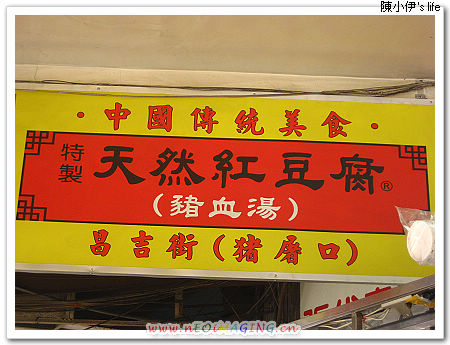 陳小伊's life
·中國傳統美食·
特製 天然紅豆腐®
(豬血湯)
昌吉街(豬屠口)
www.nEOiMAGING.cn